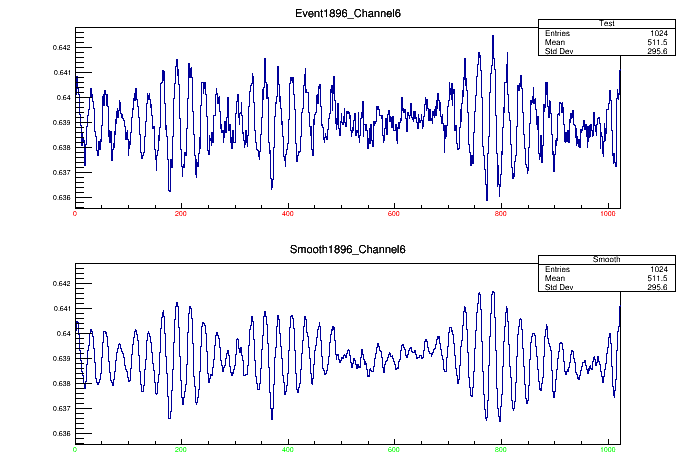 Event1896_Channel6
Test
Entries 1024
Mean 511.5
Std Dev 295.6
0.642
0.641
0.64
0.639
0.638
0.637
0.636
0 200 400 600 800 1000
Smooth1896_Channel6
Smooth
Entries 1024
Mean 511.5
Std Dev 295.6
0.642
0.641
0.64
0.639
0.638
0.637
0.636
0 200 400 600 800 1000